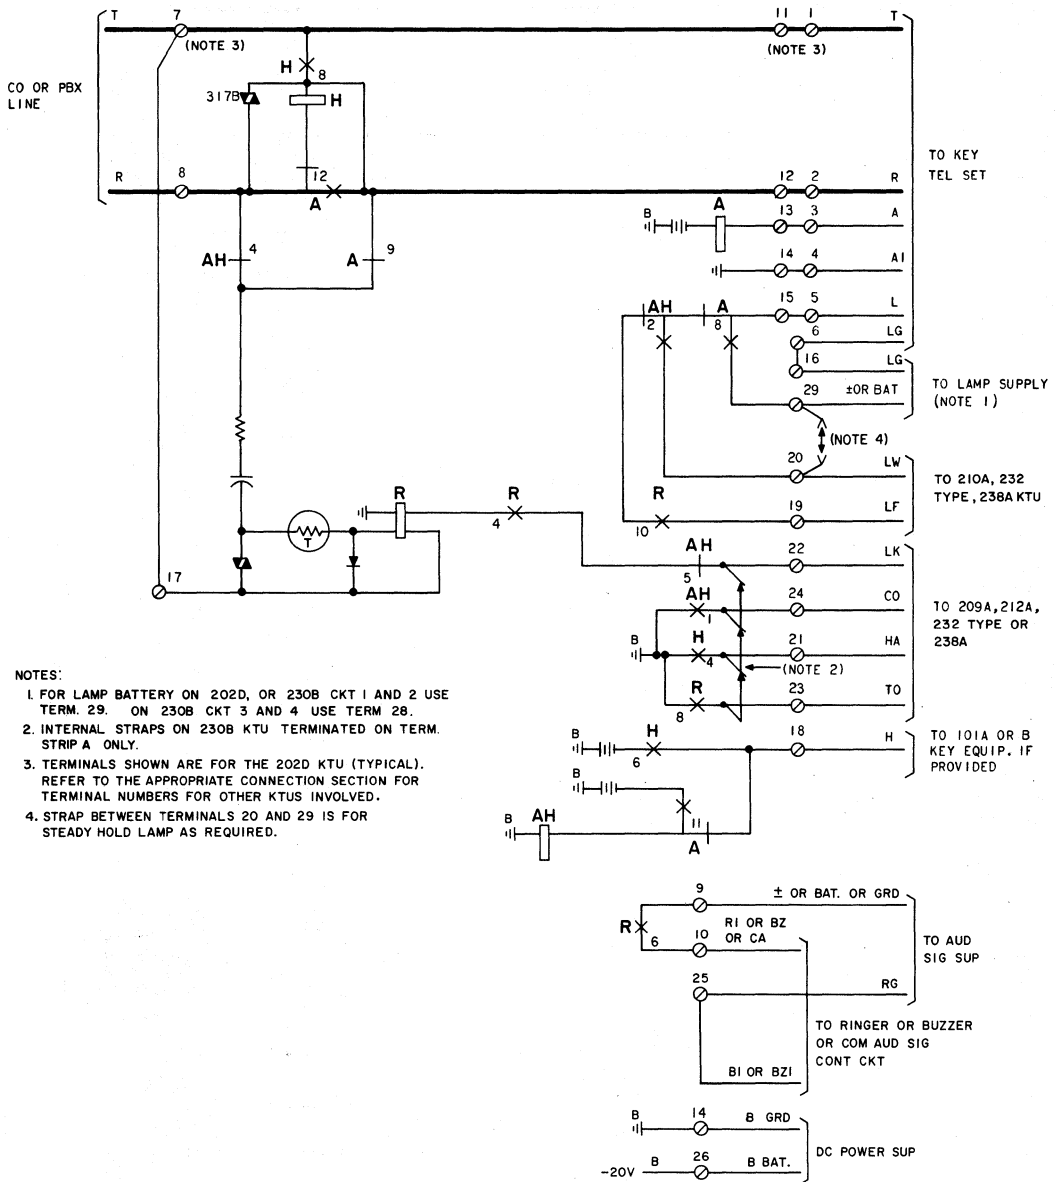 T
7
(NOTE 3)
11
1
T
(NOTE 3)
CO OR PBX
LINE
H
8
317B
H
TO KEY
TEL SET
R
8
12
A
12
2
R
B
A
13
3
A
AH
4
A
9
14
4
A1
AH
2
A
8
15
5
L
6
LG
16
LG
29
± OR BAT
TO LAMP SUPPLY
(NOTE 1)
(NOTE 4)
20
LW
TO 210A, 232
TYPE, 238A KTU
R
10
19
LF
R
R
4
T
17
AH
5
22
LK
AH
1
24
CO
TO 209A, 212A,
232 TYPE OR
238A
B
H
4
21
HA
(NOTE 2)
R
8
23
TO
NOTES:
1. FOR LAMP BATTERY ON 202D, OR 230B CKT 1 AND 2 USE
TERM. 29. ON 230B CKT 3 AND 4 USE TERM 28.
2. INTERNAL STRAPS ON 230B KTU TERMINATED ON TERM.
STRIP A ONLY.
3. TERMINALS SHOWN ARE FOR THE 202D KTU (TYPICAL).
REFER TO THE APPROPRIATE CONNECTION SECTION FOR
TERMINAL NUMBERS FOR OTHER KTUS INVOLVED.
4. STRAP BETWEEN TERMINALS 20 AND 29 IS FOR
STEADY HOLD LAMP AS REQUIRED.
B
H
6
18
H
TO 101A OR B
KEY EQUIP. IF
PROVIDED
B
B
AH
11
A
9
± OR BAT. OR GRD
R
6
10
R1 OR BZ
OR CA
TO AUD
SIG SUP
25
RG
TO RINGER OR BUZZER
OR COM AUD SIG
CONT CKT
B1 OR BZ1
B
14
B GRD
DC POWER SUP
-20V
B
26
B BAT.